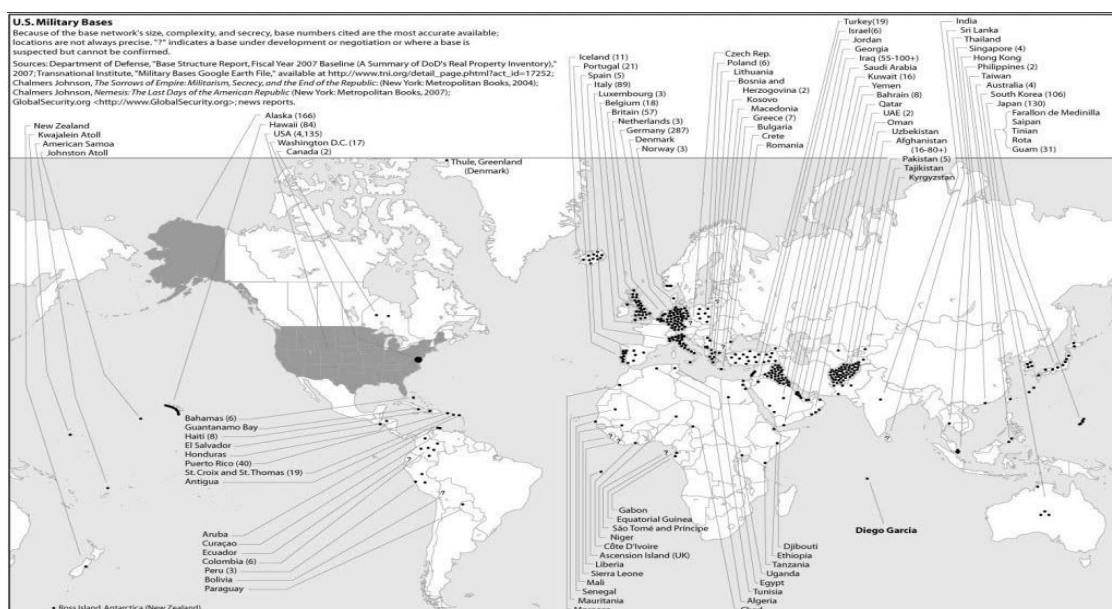 U.S. Military Bases
Because of the base network's size, complexity, and secrecy, base numbers cited are the most accurate available;
locations are not always precise. "?" indicates a base under development or negotiation or where a base is
suspected but cannot be confirmed.
Sources: Department of Defense, "Base Structure Report, Fiscal Year 2007 Baseline (A Summary of DoD's Real Property Inventory),"
2007; Transnational Institute, "Military Bases Google Earth File," available at http://www.tni.org/detail_page.phtml?act_id=17252;
Chalmers Johnson, The Sorrows of Empire: Militarism, Secrecy, and the End of the Republic: (New York: Metropolitan Books, 2004);
Chalmers Johnson, Nemesis: The Last Days of the American Republic (New York: Metropolitan Books, 2007);
GlobalSecurity.org <http://www.GlobalSecurity.org>; news reports.
New Zealand
Kwajalein Atoll
American Samoa
Johnston Atoll
Alaska (166)
Hawaii (84)
USA (4,135)
Washington D.C. (17)
Canada (2)
Thule, Greenland
(Denmark)
Iceland (11)
Portugal (21)
Spain (5)
Italy (89)
Luxembourg (3)
Belgium (18)
Britain (57)
Netherlands (3)
Germany (287)
Denmark
Norway (3)
Czech Rep.
Poland (6)
Lithuania
Bosnia and
Herzogovina (2)
Kosovo
Macedonia
Greece (7)
Bulgaria
Crete
Romania
Turkey (19)
Israel(6)
Jordan
Georgia
Iraq (55-100+)
Saudi Arabia
Kuwait (16)
Yemen
Bahrain (8)
Qatar
UAE (2)
Oman
Uzbekistan
Afghanistan
(16-80+)
Pakistan (5)
Tajikistan
Kyrgyzstan
India
Sri Lanka
Thailand
Singapore (4)
Hong Kong
Philippines (2)
Taiwan
Australia (4)
South Korea (106)
Japan (130)
Farallon de Medinilla
Saipan
Tinian
Rota
Guam (31)
Bahamas (6)
Guantanamo Bay
Haiti (8)
El Salvador
Honduras
Puerto Rico (40)
St. Croix and St. Thomas (19)
Antigua
Aruba
Curaçao
Ecuador
Colombia (6)
Peru (3)
Bolivia
Paraguay
Gabon
Equatorial Guinea
São Tomé and Príncipe
Niger
Côte D'Ivoire
Ascension Island (UK)
Liberia
Sierra Leone
Mali
Senegal
Mauritania
Djibouti
Ethiopia
Tanzania
Uganda
Egypt
Tunisia
Algeria
Diego Garcia
Ross Island, Antarctica (New Zealand)